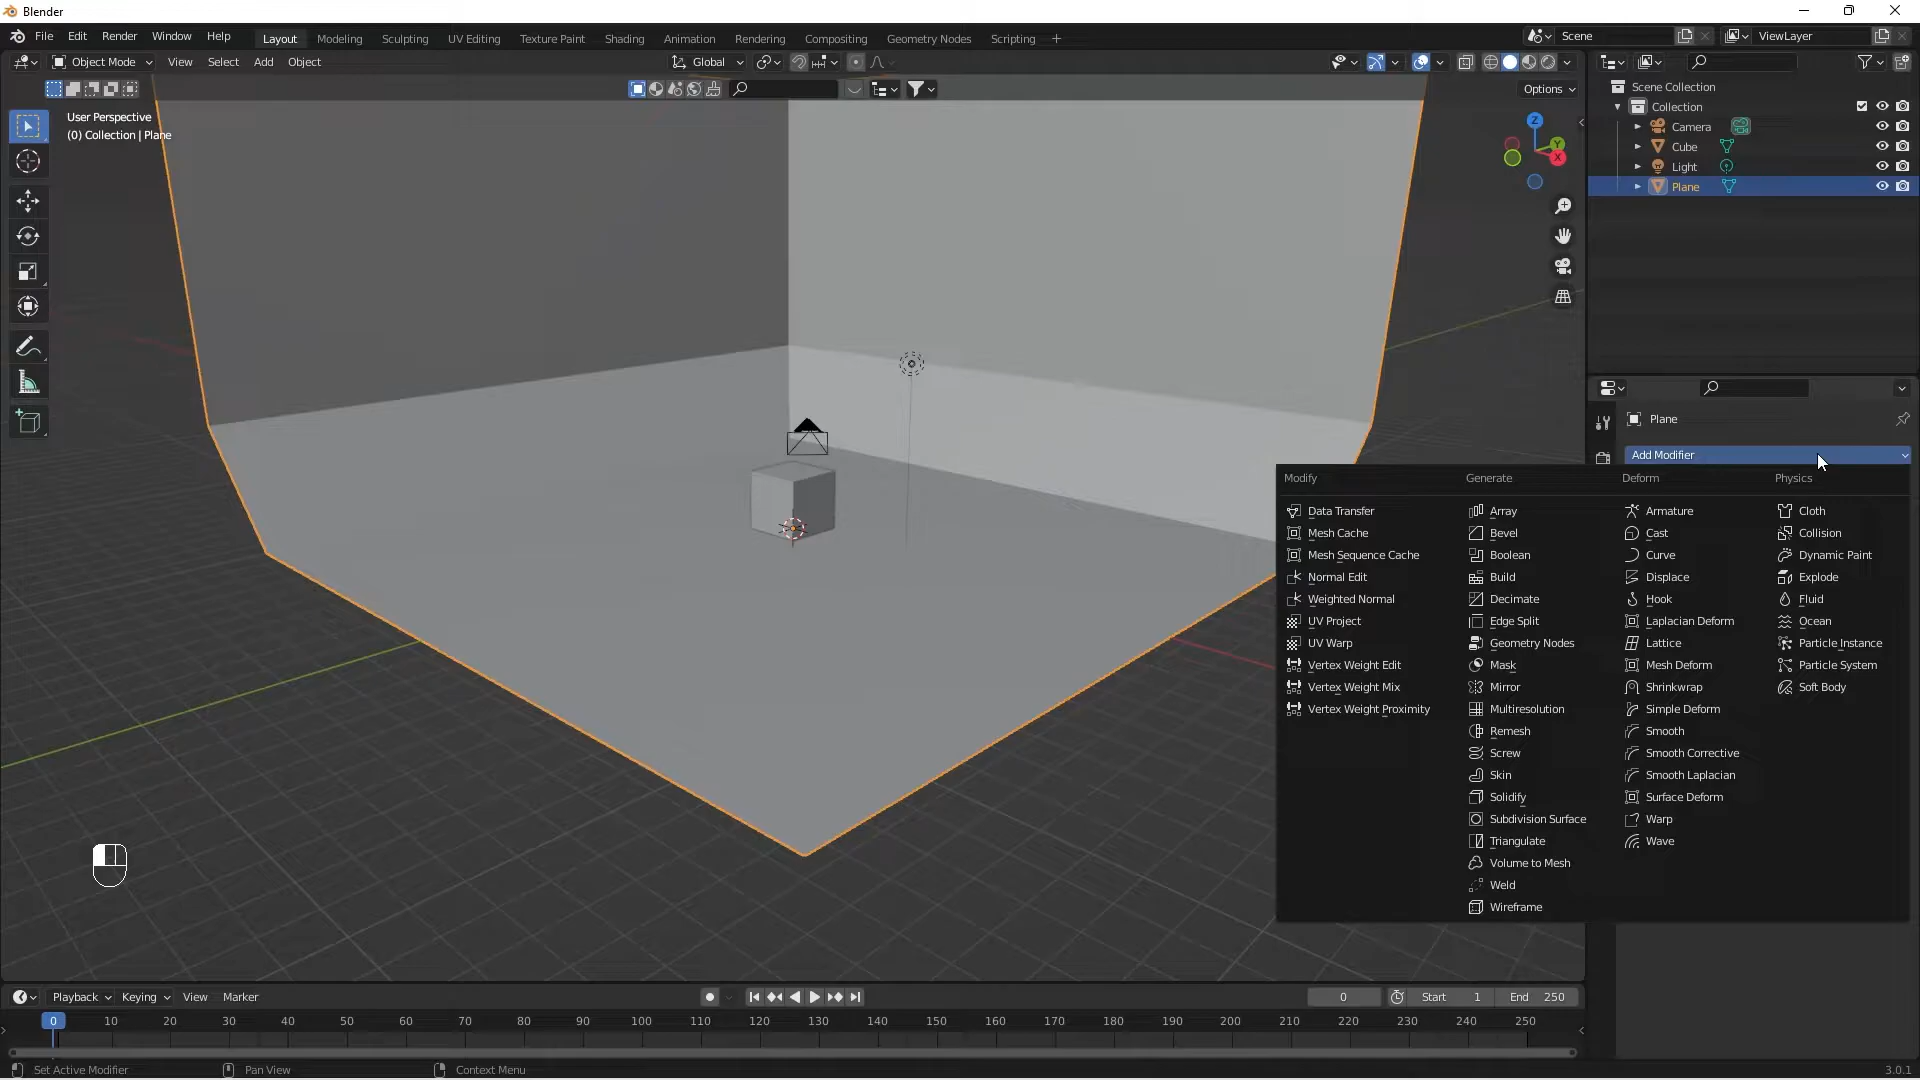 Blender
File Edit Render Window Help Layout Modeling Sculpting UV Editing Texture Paint Shading Animation Rendering Compositing Geometry Nodes Scripting + Scene ViewLayer
Object Mode View Select Add Object Global
Options
User Perspective
(0) Collection | Plane
Z
Y
X
Scene Collection
Collection
Camera
Cube
Light
Plane
Plane
Add Modifier
Modify Generate Deform Physics
Data Transfer Array Armature Cloth
Mesh Cache Bevel Cast Collision
Mesh Sequence Cache Boolean Curve Dynamic Paint
Normal Edit Build Displace Explode
Weighted Normal Decimate Hook Fluid
UV Project Edge Split Laplacian Deform Ocean
UV Warp Geometry Nodes Lattice Particle Instance
Vertex Weight Edit Mask Mesh Deform Particle System
Vertex Weight Mix Mirror Shrinkwrap Soft Body
Vertex Weight Proximity Multiresolution Simple Deform
Remesh Smooth
Screw Smooth Corrective
Skin Smooth Laplacian
Solidify Surface Deform
Subdivision Surface Warp
Triangulate Wave
Volume to Mesh
Weld
Wireframe
Playback Keying View Marker 0 Start 1 End 250
0 10 20 30 40 50 60 70 80 90 100 110 120 130 140 150 160 170 180 190 200 210 220 230 240 250
Set Active Modifier Pan View Context Menu 3.0.1